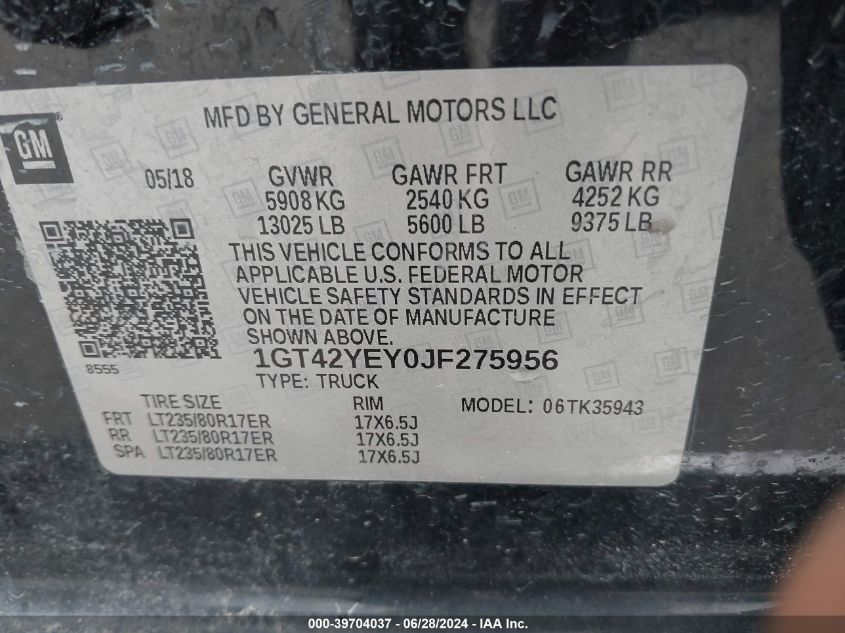 MFD BY GENERAL MOTORS LLC
GM
05/18 GVWR GAWR FRT GAWR RR
5908 KG 2540 KG 4252 KG
13025 LB 5600 LB 9375 LB
THIS VEHICLE CONFORMS TO ALL
APPLICABLE U.S. FEDERAL MOTOR
VEHICLE SAFETY STANDARDS IN EFFECT
ON THE DATE OF MANUFACTURE
SHOWN ABOVE.
8555
1GT42YEY0JF275956
TYPE: TRUCK
TIRE SIZE RIM MODEL: 06TK35943
FRT LT235/80R17ER 17X6.5J
RR LT235/80R17ER 17X6.5J
SPA LT235/80R17ER 17X6.5J
000-39704037 - 06/28/2024 - IAA Inc.